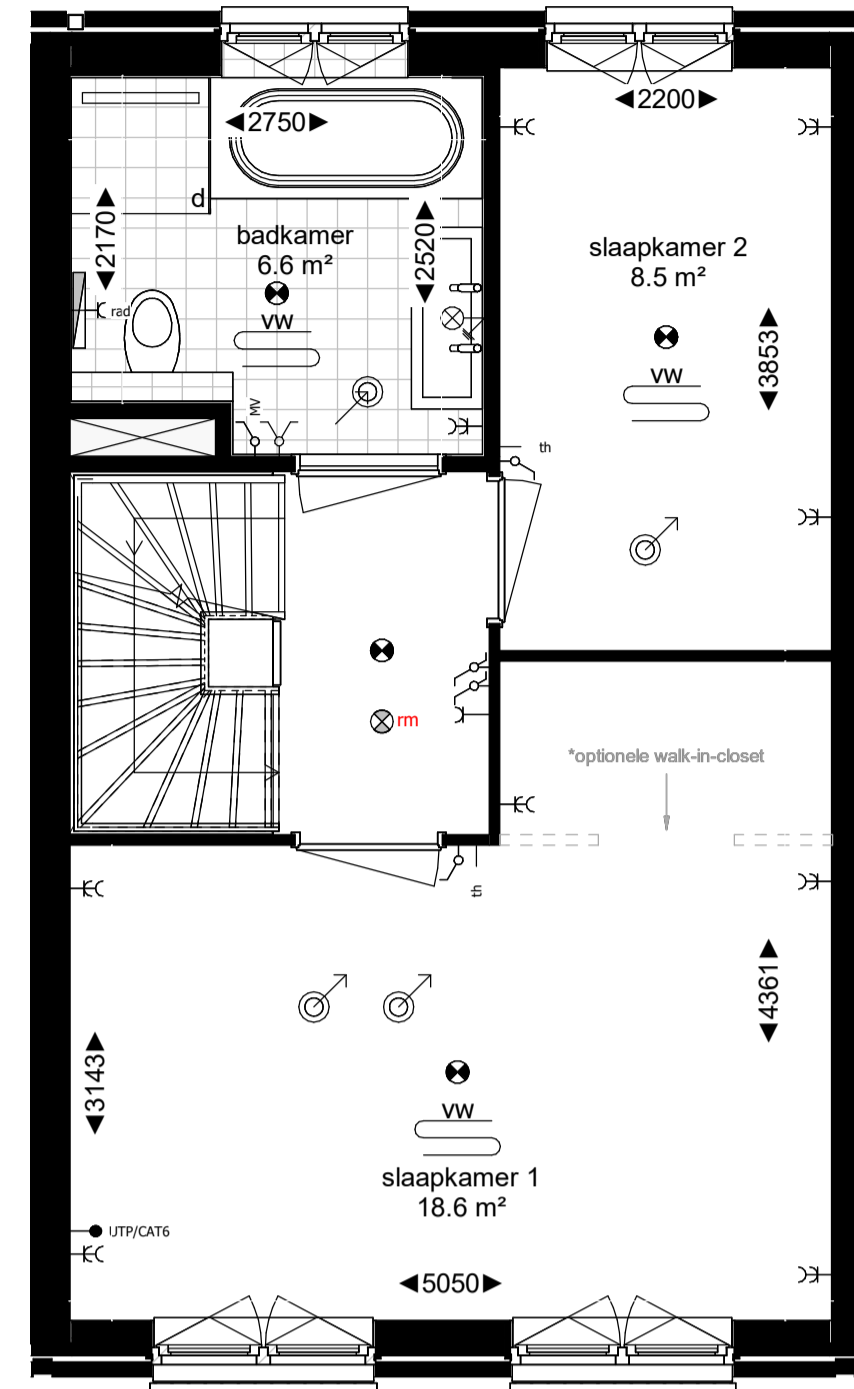 2750
2200
d
2170
badkamer
6.6 m²
2520
slaapkamer 2
8.5 m²
rad
VW
3853
VW
MV
th
rm
*optionele walk-in-closet
th
4361
3143
VW
slaapkamer 1
18.6 m²
UTP/CAT6
5050